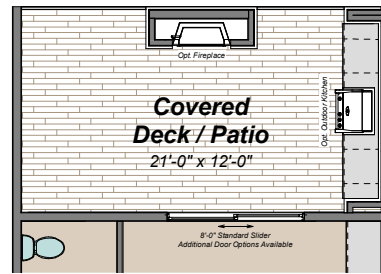 Opt. Fireplace
Covered
Deck / Patio
21'-0" x 12'-0"
Opt. Outdoor Kitchen
8'-0" Standard Slider
Additional Door Options Available